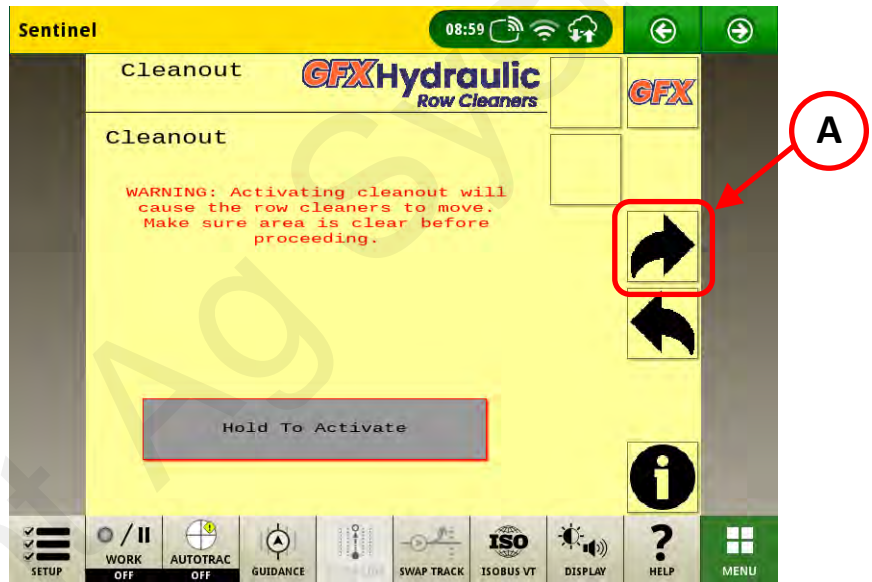 Sentinel
08:59
Cleanout
GFX Hydraulic
Row Cleaners
GFX
A
Cleanout
WARNING: Activating cleanout will
cause the row cleaners to move.
Make sure area is clear before
proceeding.
Hold To Activate
i
SETUP
WORK
OFF
AUTOTRAC
OFF
GUIDANCE
SWAP TRACK
ISO
ISOBUS VT
DISPLAY
?
HELP
MENU